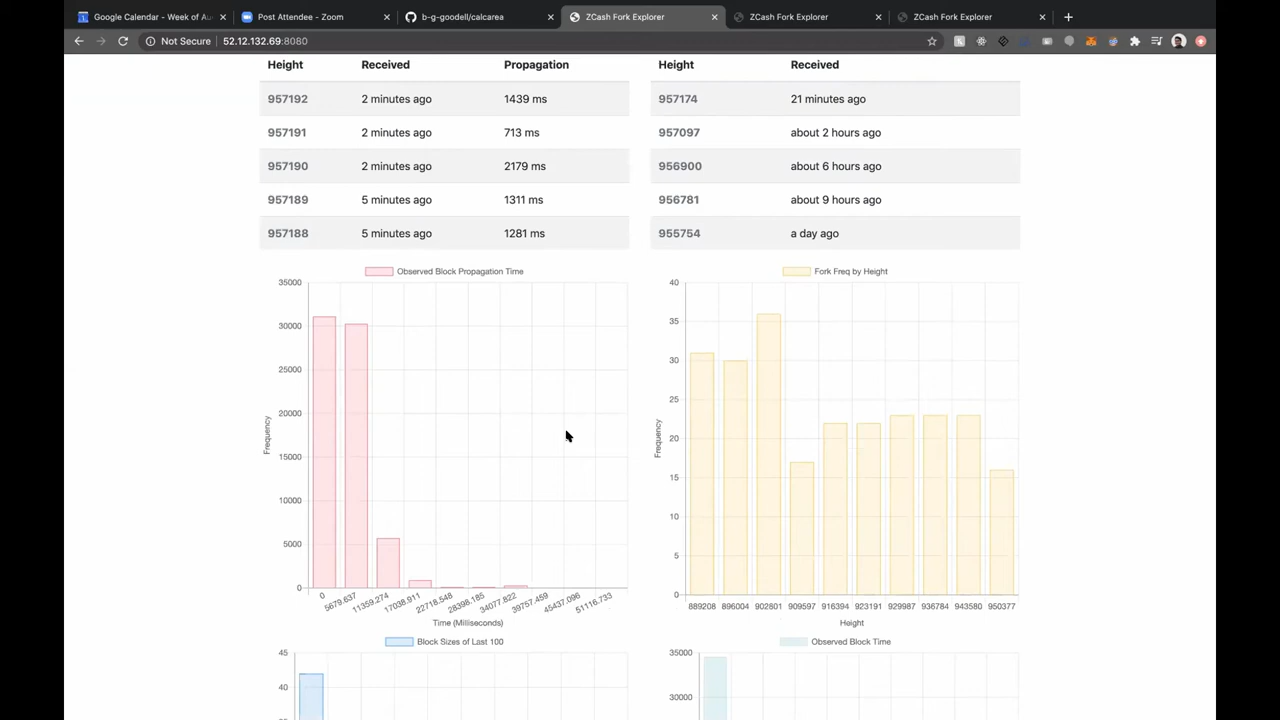 Google Calendar - Week of Au
Post Attendee - Zoom
b-g-goodell/calcarea
ZCash Fork Explorer
ZCash Fork Explorer
ZCash Fork Explorer
Not Secure
52.12.132.69:8080
Height Received Propagation
957192 2 minutes ago 1439 ms
957191 2 minutes ago 713 ms
957190 2 minutes ago 2179 ms
957189 5 minutes ago 1311 ms
957188 5 minutes ago 1281 ms
Height Received
957174 21 minutes ago
957097 about 2 hours ago
956900 about 6 hours ago
956781 about 9 hours ago
955754 a day ago
Observed Block Propagation Time
35000
30000
25000
20000
15000
10000
5000
0
Frequency
0 5679.637 11359.274 17038.911 22718.548 28398.185 34077.822 39757.459 45437.096 51116.733
Time (Milliseconds)
Fork Freq by Height
40
35
30
25
20
15
10
5
0
Frequency
889208 896004 902801 909597 916394 923191 929987 936784 943580 950377
Height
Block Sizes of Last 100
45
40
Observed Block Time
35000
30000